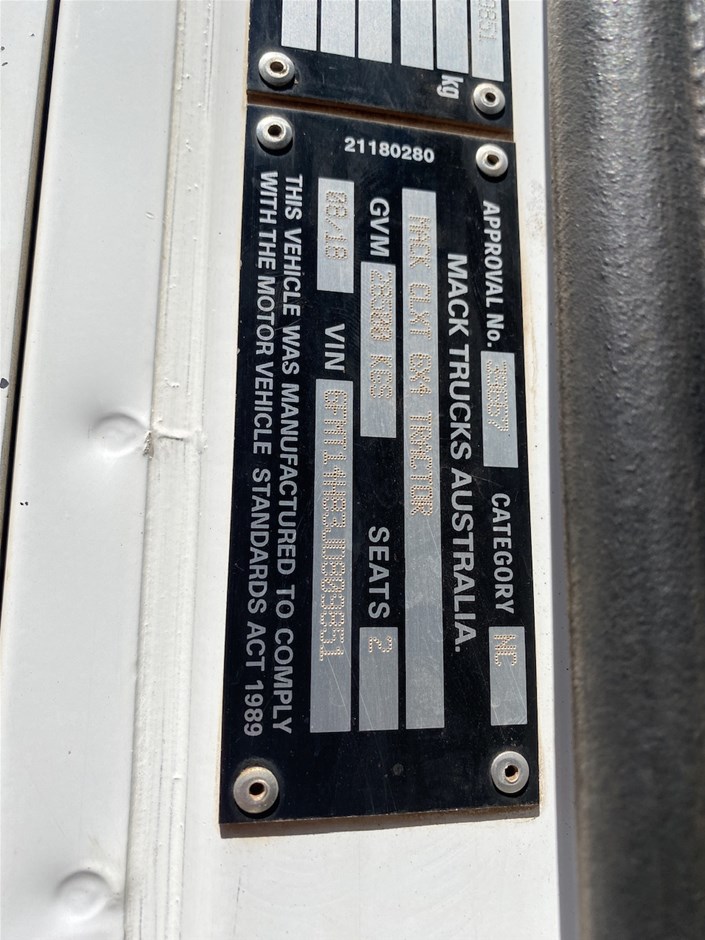 0851
kg
21180280
APPROVAL No. CATEGORY NC
MACK TRUCKS AUSTRALIA.
MACK CLXT 6X4 TRACTOR
GVM KGS SEATS 2
08/18 VIN
THIS VEHICLE WAS MANUFACTURED TO COMPLY
WITH THE MOTOR VEHICLE STANDARDS ACT 1989